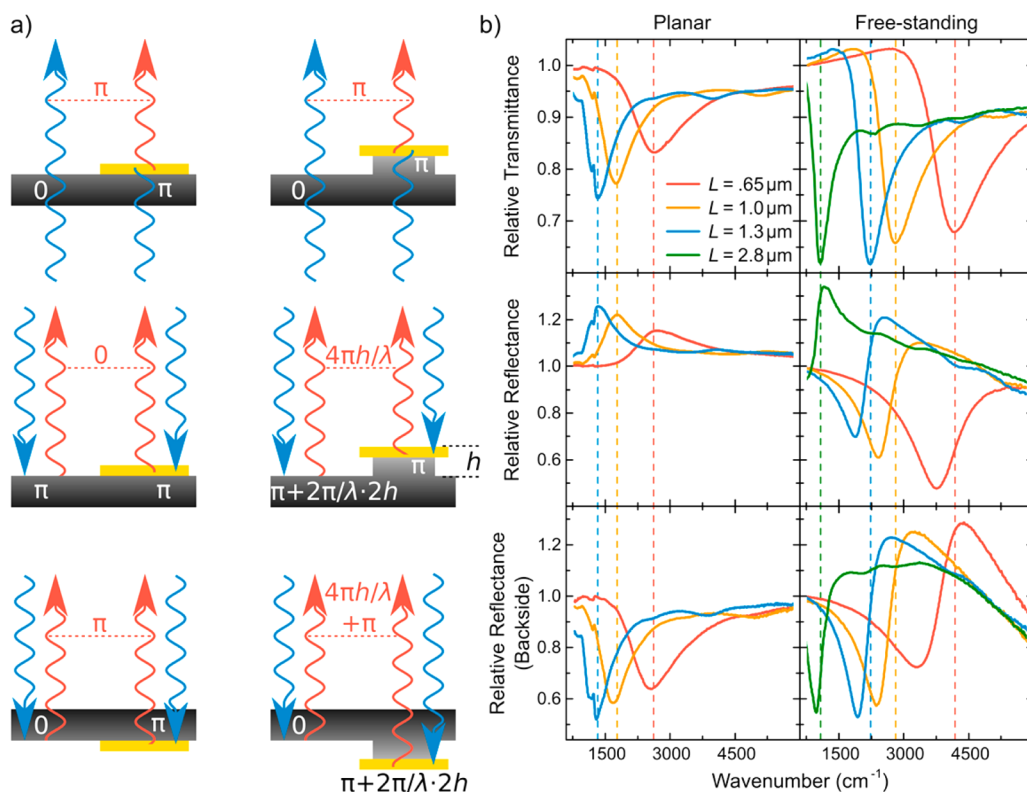 a)
π
π
0
π
0
π
0
4πh/λ
π
π
π+2π/λ·2h
π
h
π
4πh/λ
+π
0
π
0
π+2π/λ·2h
b)
Planar
Free-standing
Relative Transmittance
1.0
0.9
0.8
0.7
L = .65 μm
L = 1.0 μm
L = 1.3 μm
L = 2.8 μm
Relative Reflectance
1.2
1.0
0.8
0.6
Relative Reflectance
(Backside)
1.2
1.0
0.8
0.6
1500
3000
4500
1500
3000
4500
Wavenumber (cm⁻¹)